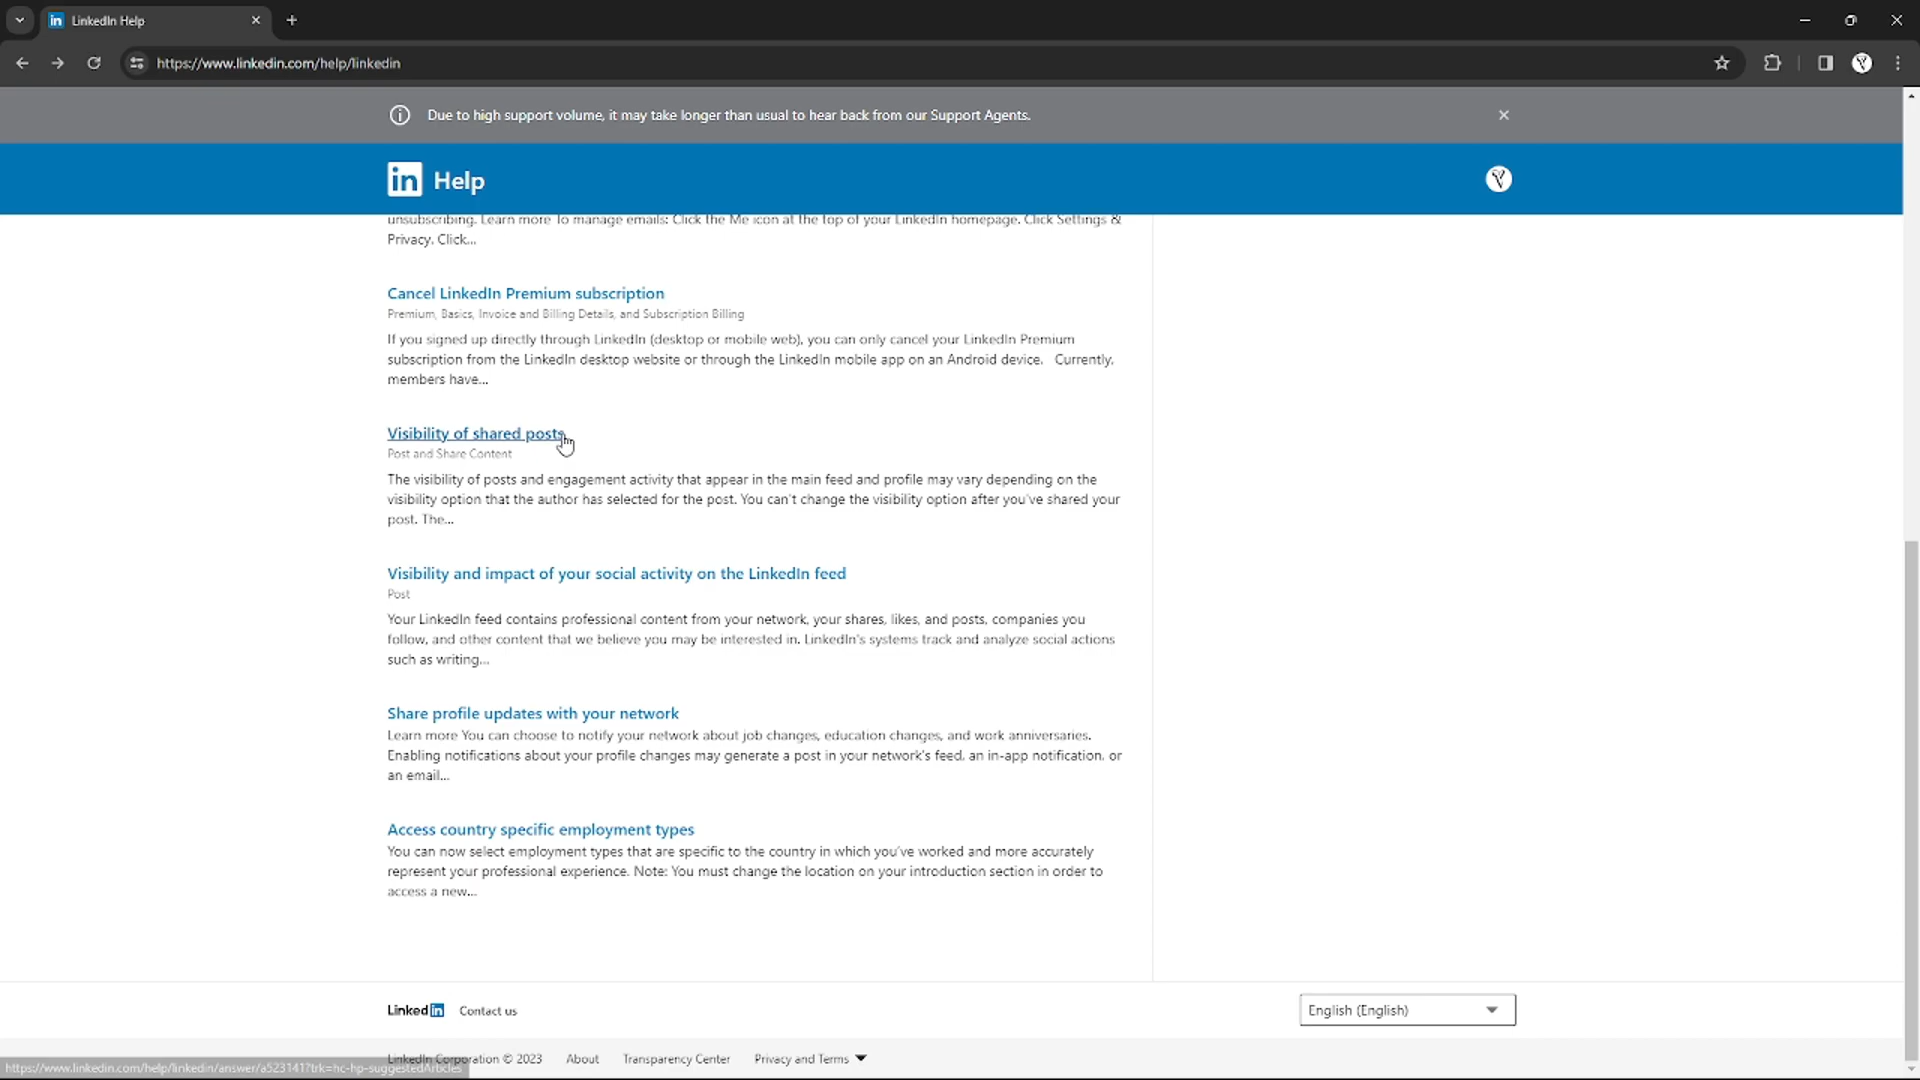 in LinkedIn Help
https://www.linkedin.com/help/linkedin
Due to high support volume, it may take longer than usual to hear back from our Support Agents.
in Help
unsubscribing. Learn more To manage emails: Click the Me icon at the top of your LinkedIn homepage. Click Settings &
Privacy. Click...
Cancel LinkedIn Premium subscription
Premium, Basics, Invoice and Billing Details, and Subscription Billing
If you signed up directly through LinkedIn (desktop or mobile web), you can only cancel your LinkedIn Premium
subscription from the LinkedIn desktop website or through the LinkedIn mobile app on an Android device. Currently,
members have...
Visibility of shared posts
Post and Share Content
The visibility of posts and engagement activity that appear in the main feed and profile may vary depending on the
visibility option that the author has selected for the post. You can't change the visibility option after you've shared your
post. The...
Visibility and impact of your social activity on the LinkedIn feed
Post
Your LinkedIn feed contains professional content from your network, your shares, likes, and posts, companies you
follow, and other content that we believe you may be interested in. LinkedIn's systems track and analyze social actions
such as writing...
Share profile updates with your network
Learn more You can choose to notify your network about job changes, education changes, and work anniversaries.
Enabling notifications about your profile changes may generate a post in your network's feed, an in-app notification, or
an email...
Access country specific employment types
You can now select employment types that are specific to the country in which you've worked and more accurately
represent your professional experience. Note: You must change the location on your introduction section in order to
access a new...
Linked in Contact us
English (English)
LinkedIn Corporation © 2023 About Transparency Center Privacy and Terms
https://www.linkedin.com/help/linkedin/answer/a523141?trk=hc-hp-suggestedArticles